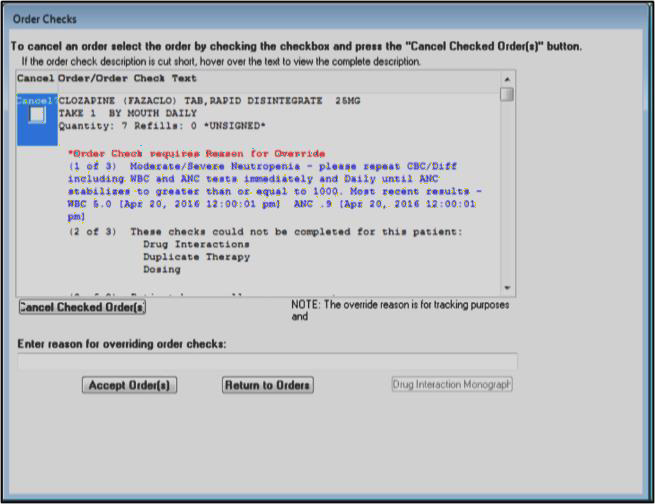 Order Checks
To cancel an order select the order by checking the checkbox and press the "Cancel Checked Order(s)" button.
If the order check description is cut short, hover over the text to view the complete description.
Cancel Order/Order Check Text
Cancel? CLOZAPINE (FAZACLO) TAB,RAPID DISINTEGRATE 25MG
TAKE 1 BY MOUTH DAILY
Quantity: 7 Refills: 0 *UNSIGNED*
*Order Check requires Reason for Override
(1 of 3) Moderate/Severe Neutropenia - please repeat CBC/Diff
including WBC and ANC tests immediately and Daily until ANC
stabilizes to greater than or equal to 1000. Most recent results -
WBC 5.0 [Apr 20, 2016 12:00:01 pm] ANC .9 [Apr 20, 2016 12:00:01
pm]
(2 of 3) These checks could not be completed for this patient:
Drug Interactions
Duplicate Therapy
Dosing
Cancel Checked Order(s)
NOTE: The override reason is for tracking purposes
and
Enter reason for overriding order checks:
Accept Order(s)
Return to Orders
Drug Interaction Monograph